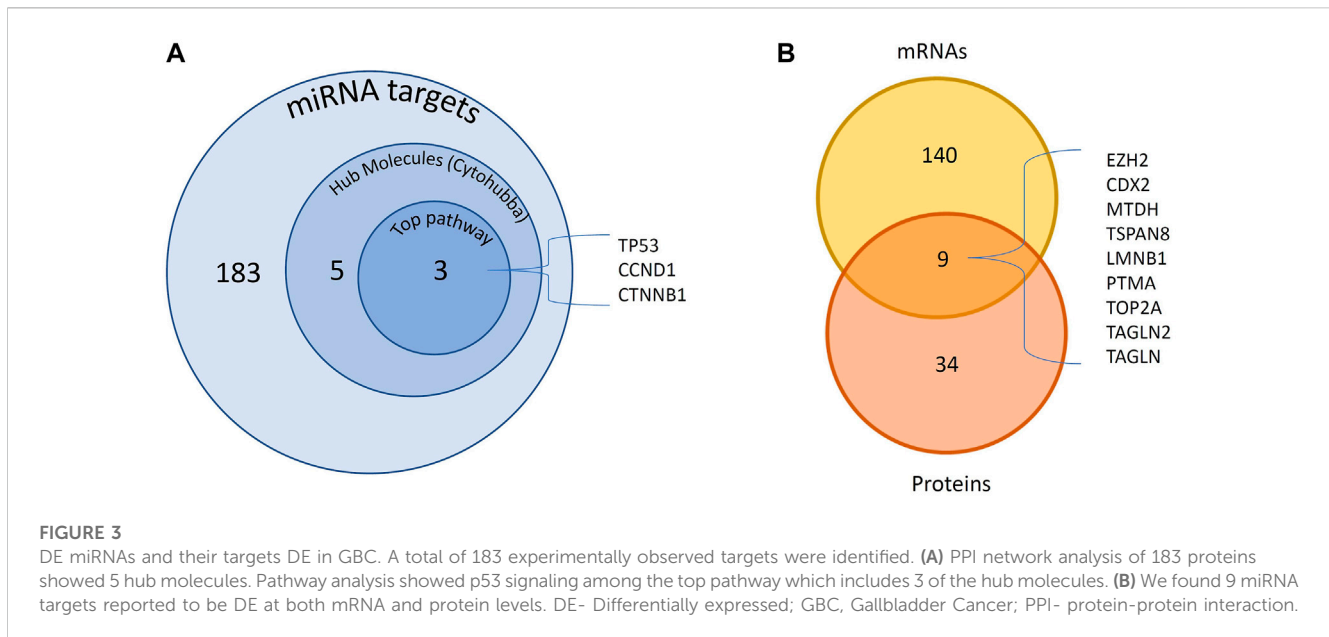 A
miRNA targets
Hub Molecules (Cytohubba)
Top pathway
183
5
3
TP53
CCND1
CTNNB1
B
mRNAs
140
9
34
Proteins
EZH2
CDX2
MTDH
TSPAN8
LMNB1
PTMA
TOP2A
TAGLN2
TAGLN
FIGURE 3
DE miRNAs and their targets DE in GBC. A total of 183 experimentally observed targets were identified. (A) PPI network analysis of 183 proteins
showed 5 hub molecules. Pathway analysis showed p53 signaling among the top pathway which includes 3 of the hub molecules. (B) We found 9 miRNA
targets reported to be DE at both mRNA and protein levels. DE- Differentially expressed; GBC, Gallbladder Cancer; PPI- protein-protein interaction.